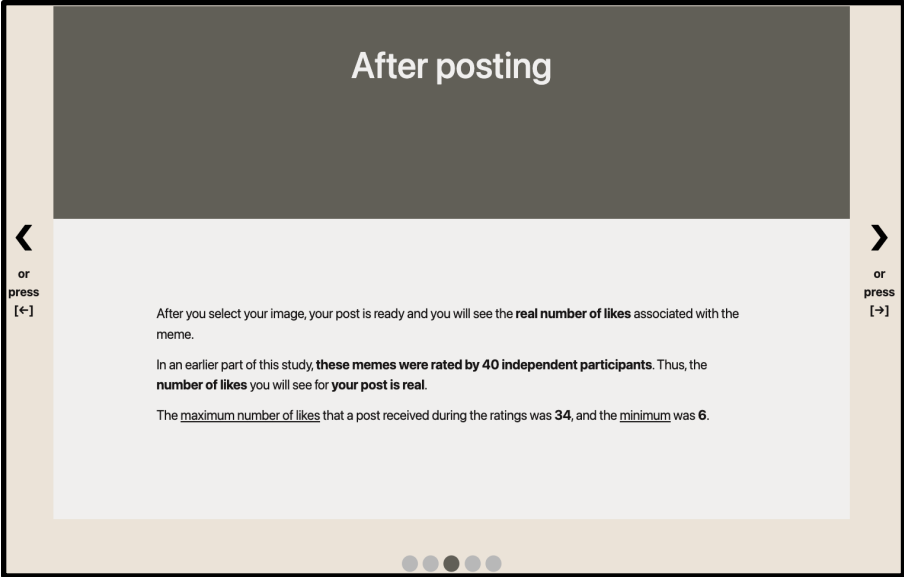 After posting
❮
or
press
[←]
❯
or
press
[→]
After you select your image, your post is ready and you will see the real number of likes associated with the
meme.
In an earlier part of this study, these memes were rated by 40 independent participants. Thus, the
number of likes you will see for your post is real.
The maximum number of likes that a post received during the ratings was 34, and the minimum was 6.